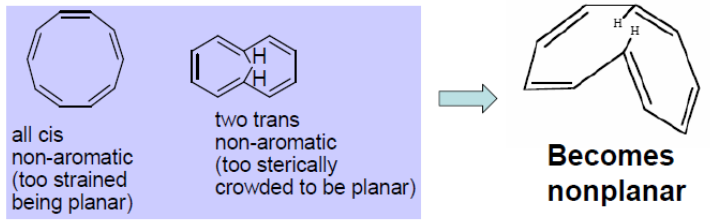 all cis
non-aromatic
(too strained
being planar)
H
H
two trans
non-aromatic
(too sterically
crowded to be planar)
H
H
Becomes
nonplanar